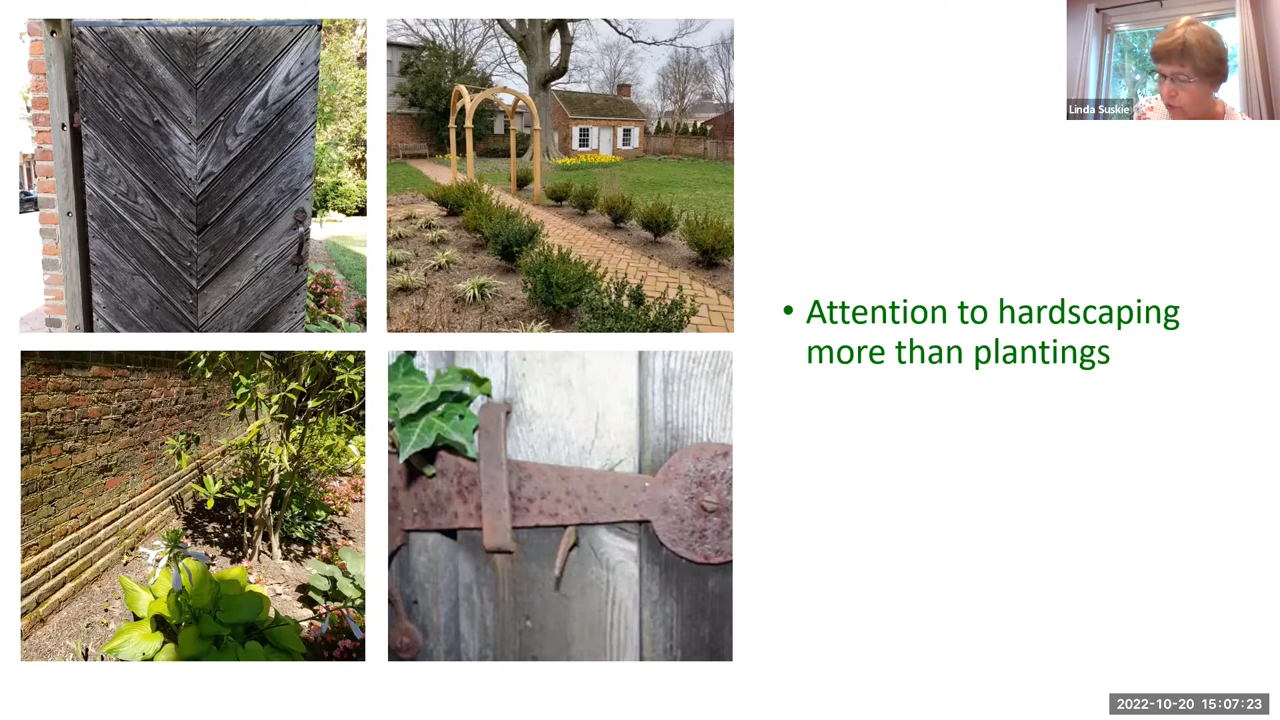 Linda Suskie
• Attention to hardscaping
more than plantings
2022-10-20 15:07:23